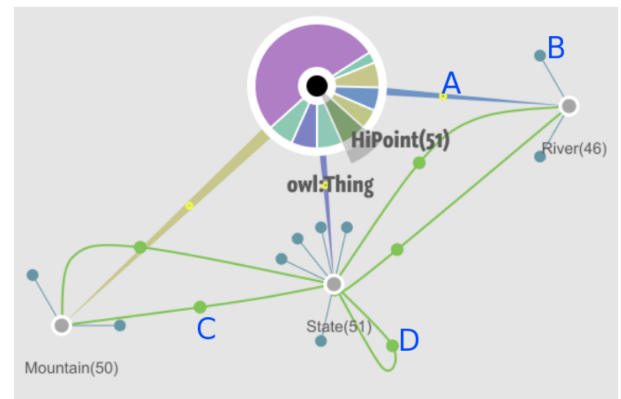 B
A
HiPoint(51)
River(46)
owl:Thing
State(51)
C
D
Mountain(50)